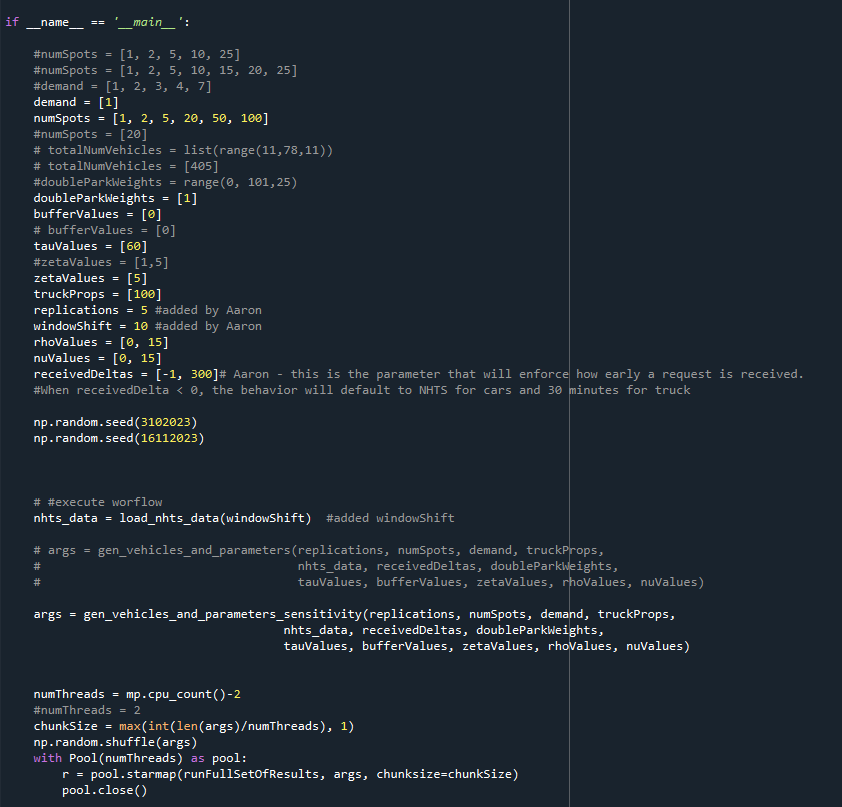 if __name__ == '__main__':
#numSpots = [1, 2, 5, 10, 25]
#numSpots = [1, 2, 5, 10, 15, 20, 25]
#demand = [1, 2, 3, 4, 7]
demand = [1]
numSpots = [1, 2, 5, 20, 50, 100]
#numSpots = [20]
# totalNumVehicles = list(range(11,78,11))
# totalNumVehicles = [405]
#doubleParkWeights = range(0, 101,25)
doubleParkWeights = [1]
bufferValues = [0]
# bufferValues = [0]
tauValues = [60]
#zetaValues = [1,5]
zetaValues = [5]
truckProps = [100]
replications = 5 #added by Aaron
windowShift = 10 #added by Aaron
rhoValues = [0, 15]
nuValues = [0, 15]
receivedDeltas = [-1, 300]# Aaron - this is the parameter that will enforce how early a request is received.
#When receivedDelta < 0, the behavior will default to NHTS for cars and 30 minutes for truck
np.random.seed(3102023)
np.random.seed(16112023)
# #execute worflow
nhts_data = load_nhts_data(windowShift)  #added windowShift
# args = gen_vehicles_and_parameters(replications, numSpots, demand, truckProps,
#                                    nhts_data, receivedDeltas, doubleParkWeights,
#                                    tauValues, bufferValues, zetaValues, rhoValues, nuValues)
args = gen_vehicles_and_parameters_sensitivity(replications, numSpots, demand, truckProps,
nhts_data, receivedDeltas, doubleParkWeights,
tauValues, bufferValues, zetaValues, rhoValues, nuValues)
numThreads = mp.cpu_count()-2
#numThreads = 2
chunkSize = max(int(len(args)/numThreads), 1)
np.random.shuffle(args)
with Pool(numThreads) as pool:
r = pool.starmap(runFullSetOfResults, args, chunksize=chunkSize)
pool.close()